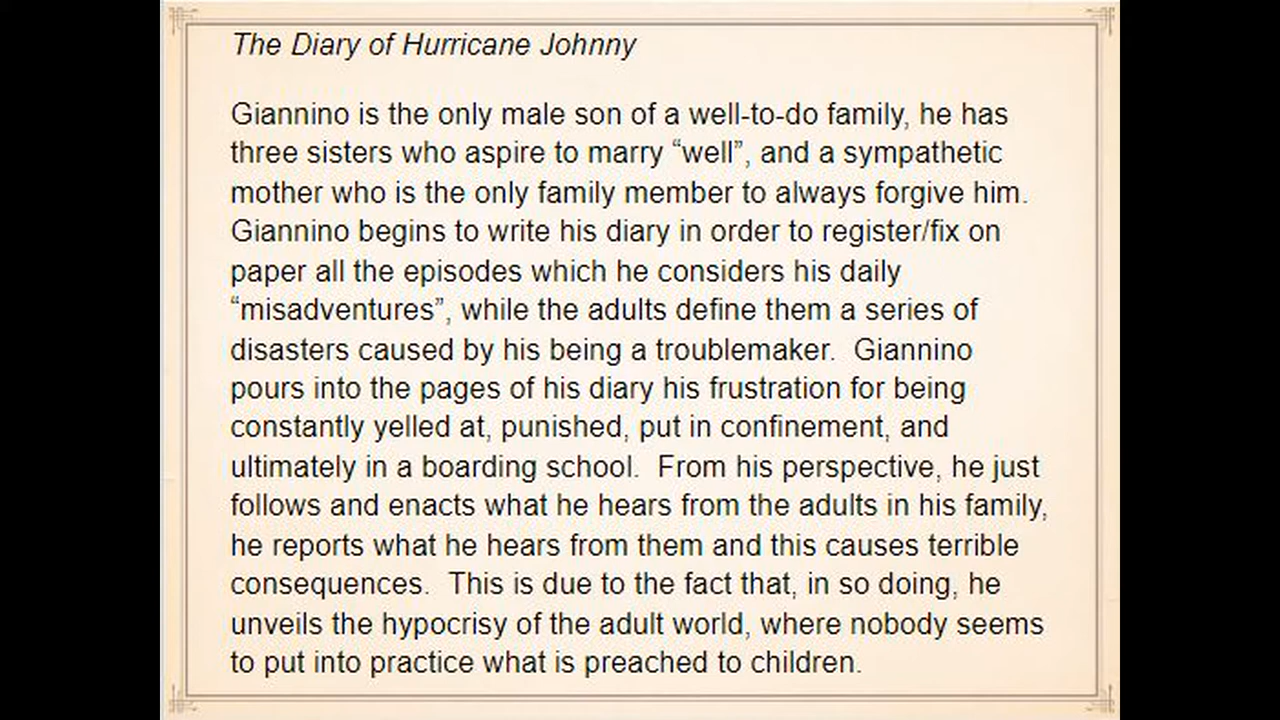 The Diary of Hurricane Johnny
Giannino is the only male son of a well-to-do family, he has
three sisters who aspire to marry “well”, and a sympathetic
mother who is the only family member to always forgive him.
Giannino begins to write his diary in order to register/fix on
paper all the episodes which he considers his daily
“misadventures”, while the adults define them a series of
disasters caused by his being a troublemaker.  Giannino
pours into the pages of his diary his frustration for being
constantly yelled at, punished, put in confinement, and
ultimately in a boarding school.  From his perspective, he just
follows and enacts what he hears from the adults in his family,
he reports what he hears from them and this causes terrible
consequences.  This is due to the fact that, in so doing, he
unveils the hypocrisy of the adult world, where nobody seems
to put into practice what is preached to children.